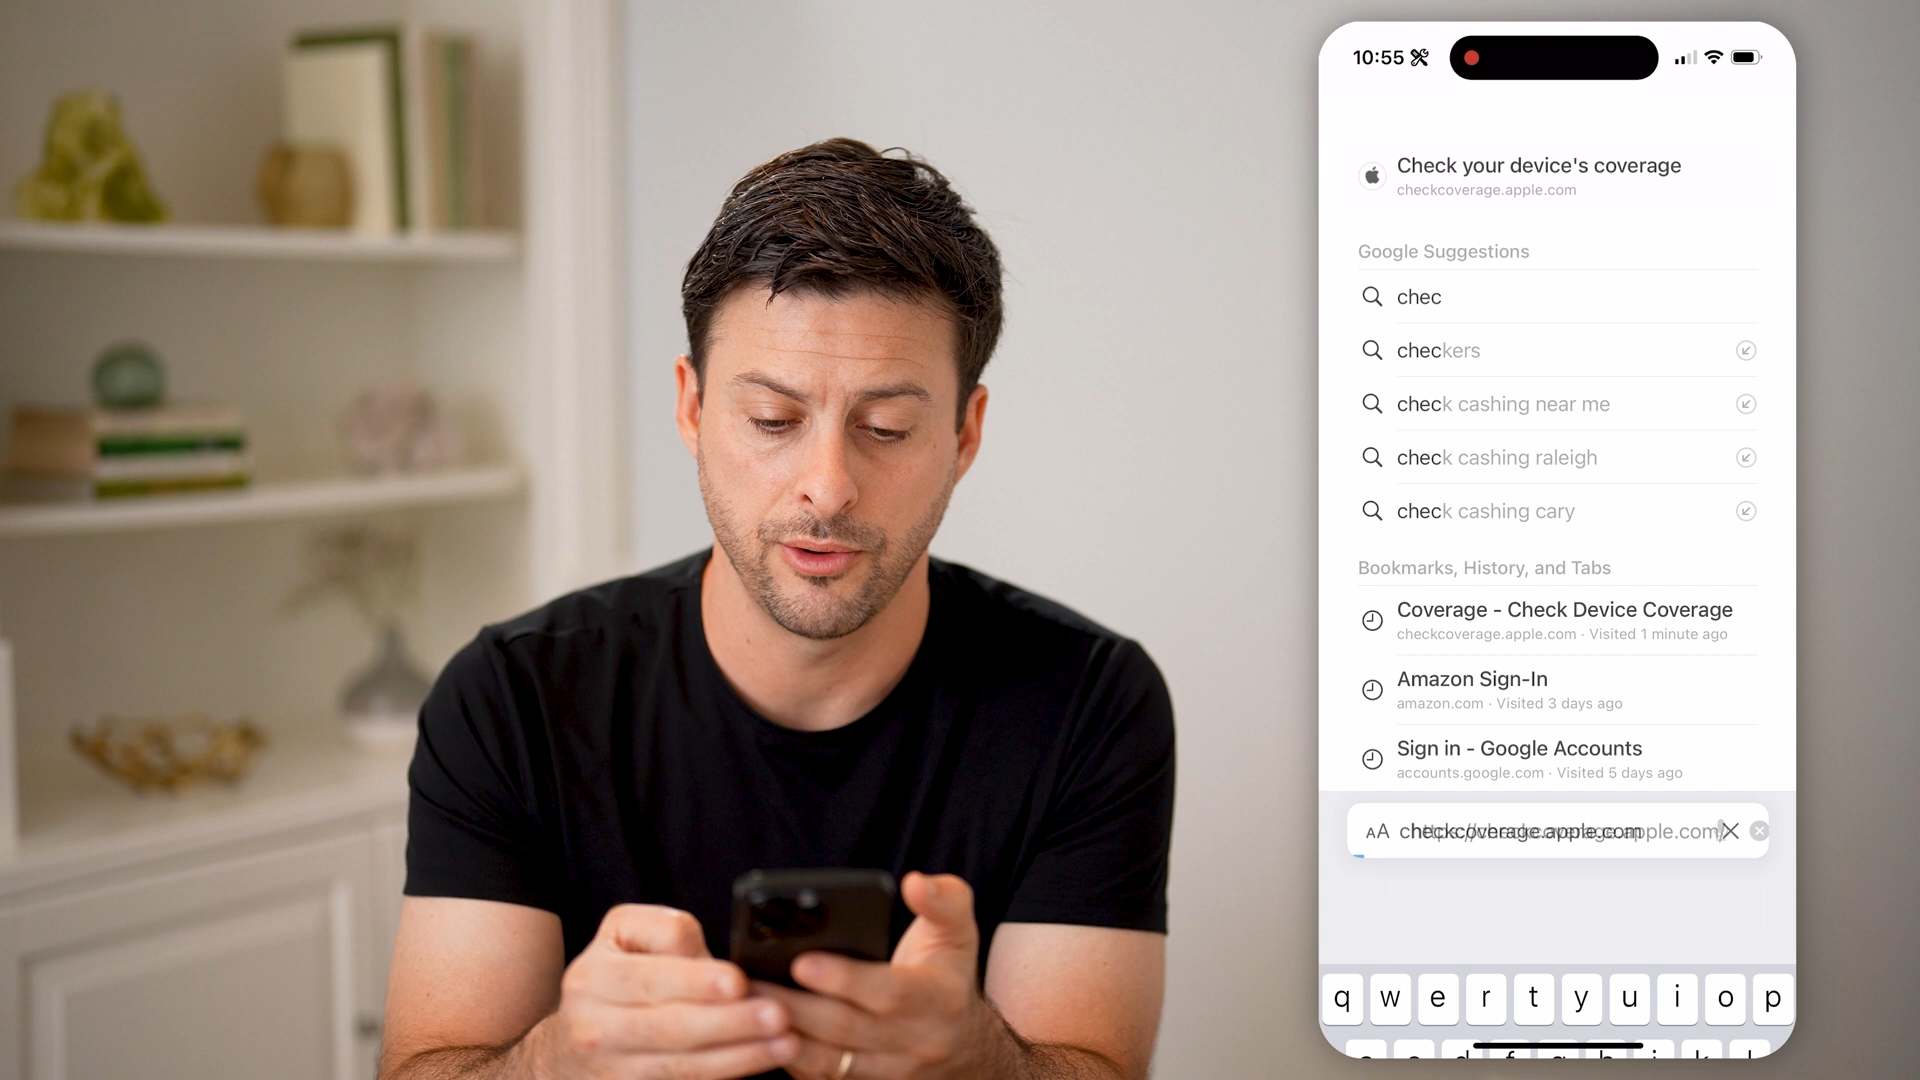 10:55
Check your device's coverage
checkcoverage.apple.com
Google Suggestions
chec
checkers
check cashing near me
check cashing raleigh
check cashing cary
Bookmarks, History, and Tabs
Coverage - Check Device Coverage
checkcoverage.apple.com · Visited 1 minute ago
Amazon Sign-In
amazon.com · Visited 3 days ago
Sign in - Google Accounts
accounts.google.com · Visited 5 days ago
AA checkcoverage.apple.com
q w e r t y u i o p